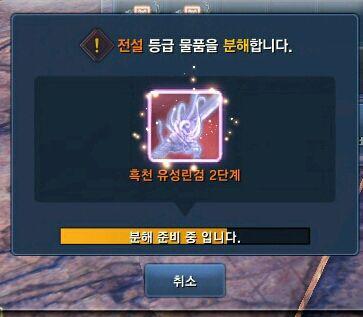 전설 등급 물품을 분해합니다.
흑천 유성린검 2단계
분해 준비 중 입니다.
취소